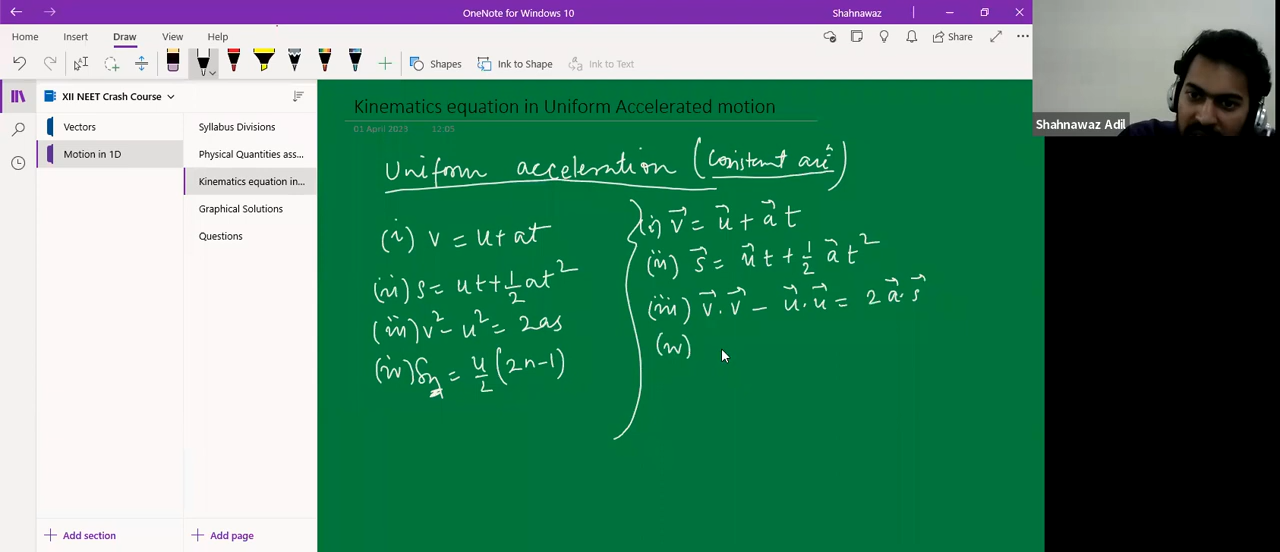 OneNote for Windows 10
Shahnawaz
Home Insert Draw View Help
Share
Shapes Ink to Shape Ink to Text
XII NEET Crash Course
Vectors
Motion in 1D
Syllabus Divisions
Physical Quantities ass...
Kinematics equation in...
Graphical Solutions
Questions
Add section
Add page
Kinematics equation in Uniform Accelerated motion
01 April 2023 12:05
Uniform acceleration (Constant acc^n)
(i) v = u + at
(ii) s = ut + 1/2 at²
(iii) v² - u² = 2as
(iv) Sn = u/2 (2n-1)
(i) v⃗ = u⃗ + a⃗ t
(ii) s⃗ = u⃗ t + 1/2 a⃗ t²
(iii) v⃗ . v⃗ - u⃗ . u⃗ = 2 a⃗ . s⃗
(iv)
Shahnawaz Adil